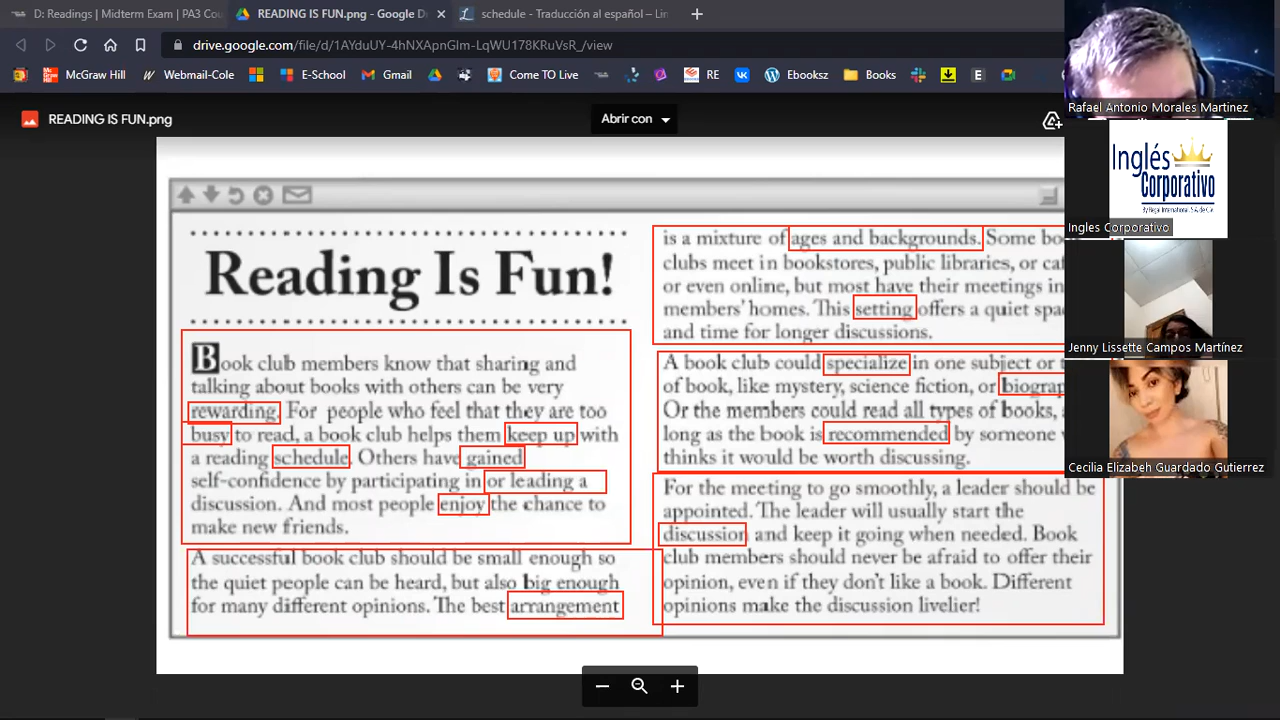 D: Readings | Midterm Exam | PA3 Cou
READING IS FUN.png - Google D
schedule - Traducción al español – Lin
drive.google.com/file/d/1AYduUY-4hNXApnGlm-LqWU178KRuVsR_/view
McGraw Hill
Webmail-Cole
E-School
Gmail
Come TO Live
RE
Ebooksz
Books
READING IS FUN.png
Abrir con
Reading Is Fun!
Book club members know that sharing and
talking about books with others can be very
rewarding. For people who feel that they are too
busy to read, a book club helps them keep up with
a reading schedule. Others have gained
self-confidence by participating in or leading a
discussion. And most people enjoy the chance to
make new friends.
A successful book club should be small enough so
the quiet people can be heard, but also big enough
for many different opinions. The best arrangement
is a mixture of ages and backgrounds. Some bo
clubs meet in bookstores, public libraries, or caf
or even online, but most have their meetings in
members' homes. This setting offers a quiet spa
and time for longer discussions.
A book club could specialize in one subject or t
of book, like mystery, science fiction, or biograp
Or the members could read all types of books, a
long as the book is recommended by someone
thinks it would be worth discussing.
For the meeting to go smoothly, a leader should be
appointed. The leader will usually start the
discussion and keep it going when needed. Book
club members should never be afraid to offer their
opinion, even if they don't like a book. Different
opinions make the discussion livelier!
Rafael Antonio Morales Martinez
Inglés
Corporativo
Ingles Corporativo
Jenny Lissette Campos Martínez
Cecilia Elizabeh Guardado Gutierrez